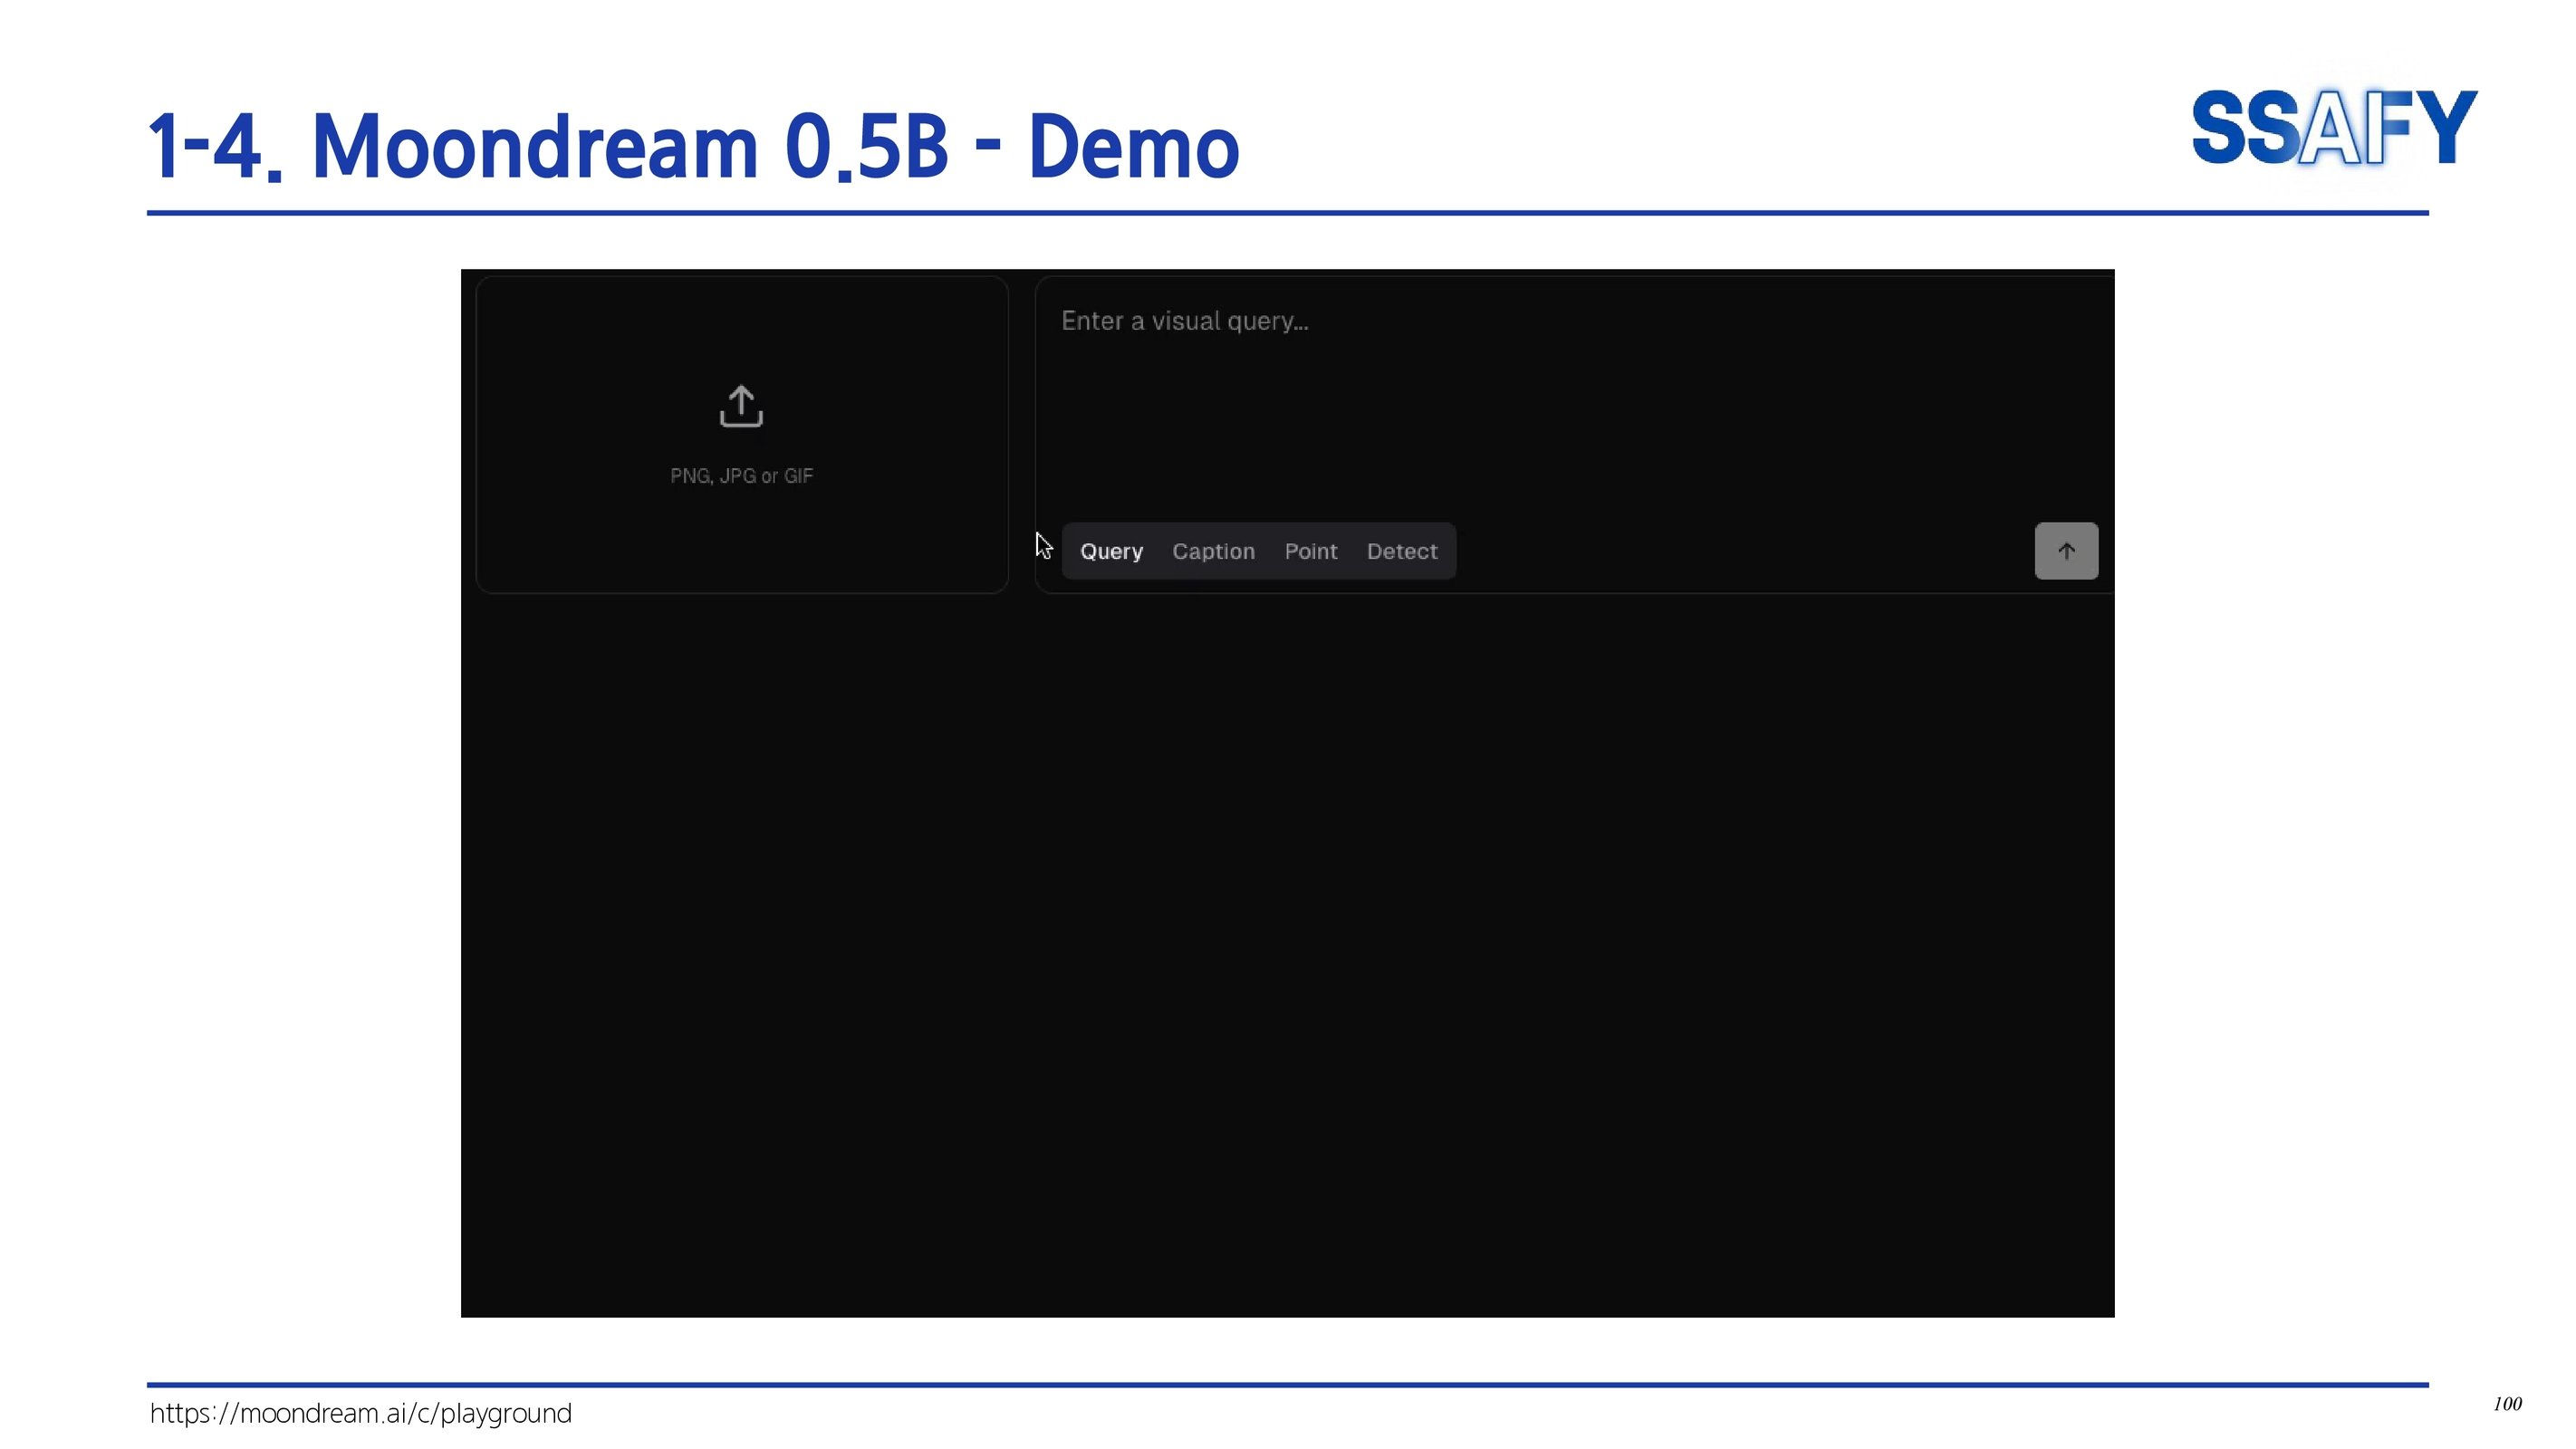 1-4. Moondream 0.5B - Demo
SSAFY
Enter a visual query...
PNG, JPG or GIF
Query Caption Point Detect
https://moondream.ai/c/playground
100